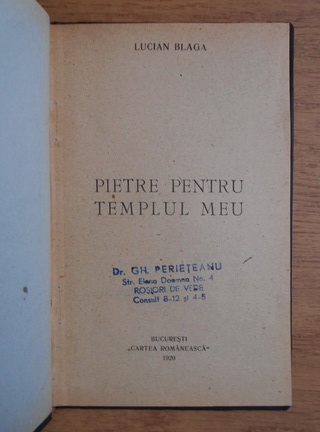 LUCIAN BLAGA
PIETRE PENTRU
TEMPLUL MEU
Dr. GH. PERIEȚEANU
Str. Elena Doamna No. 4
ROȘIORI DE VEDE
Consult 8-12 și 4-5
BUCUREȘTI
„CARTEA ROMÂNEASCĂ"
1920